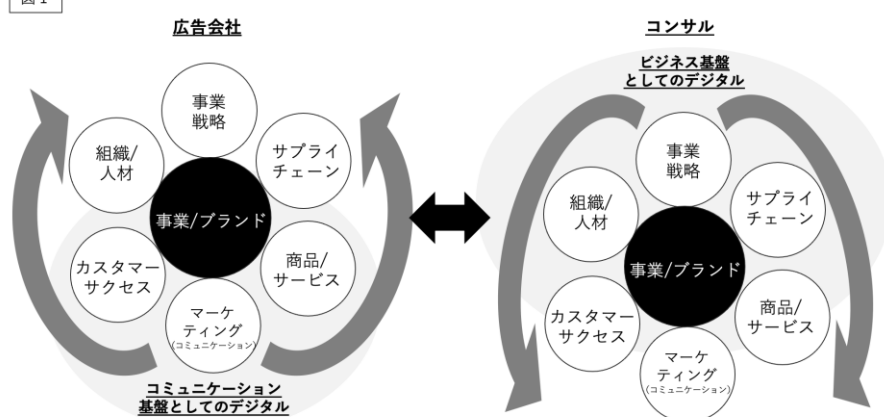 図1
広告会社
事業
戦略
組織/
人材
サプライ
チェーン
事業/ブランド
カスタマー
サクセス
商品/
サービス
マーケ
ティング
(コミュニケーション)
コミュニケーション
基盤としてのデジタル
コンサル
ビジネス基盤
としてのデジタル
事業
戦略
組織/
人材
サプライ
チェーン
事業/ブランド
カスタマー
サクセス
商品/
サービス
マーケ
ティング
(コミュニケーション)